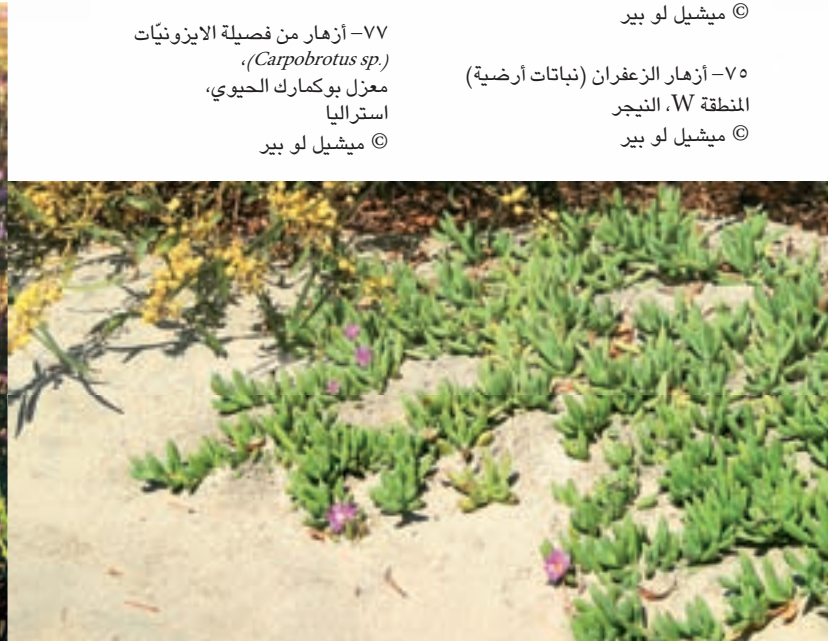 © ميشيل لو بير
٧٥– أزهار الزعفران (نباتات أرضية)
المنطقة W، النيجر
© ميشيل لو بير
٧٧– أزهار من فصيلة الايزونيّات
(Carpobrotus sp.)،
معزل بوكمارك الحيوي،
استراليا
© ميشيل لو بير